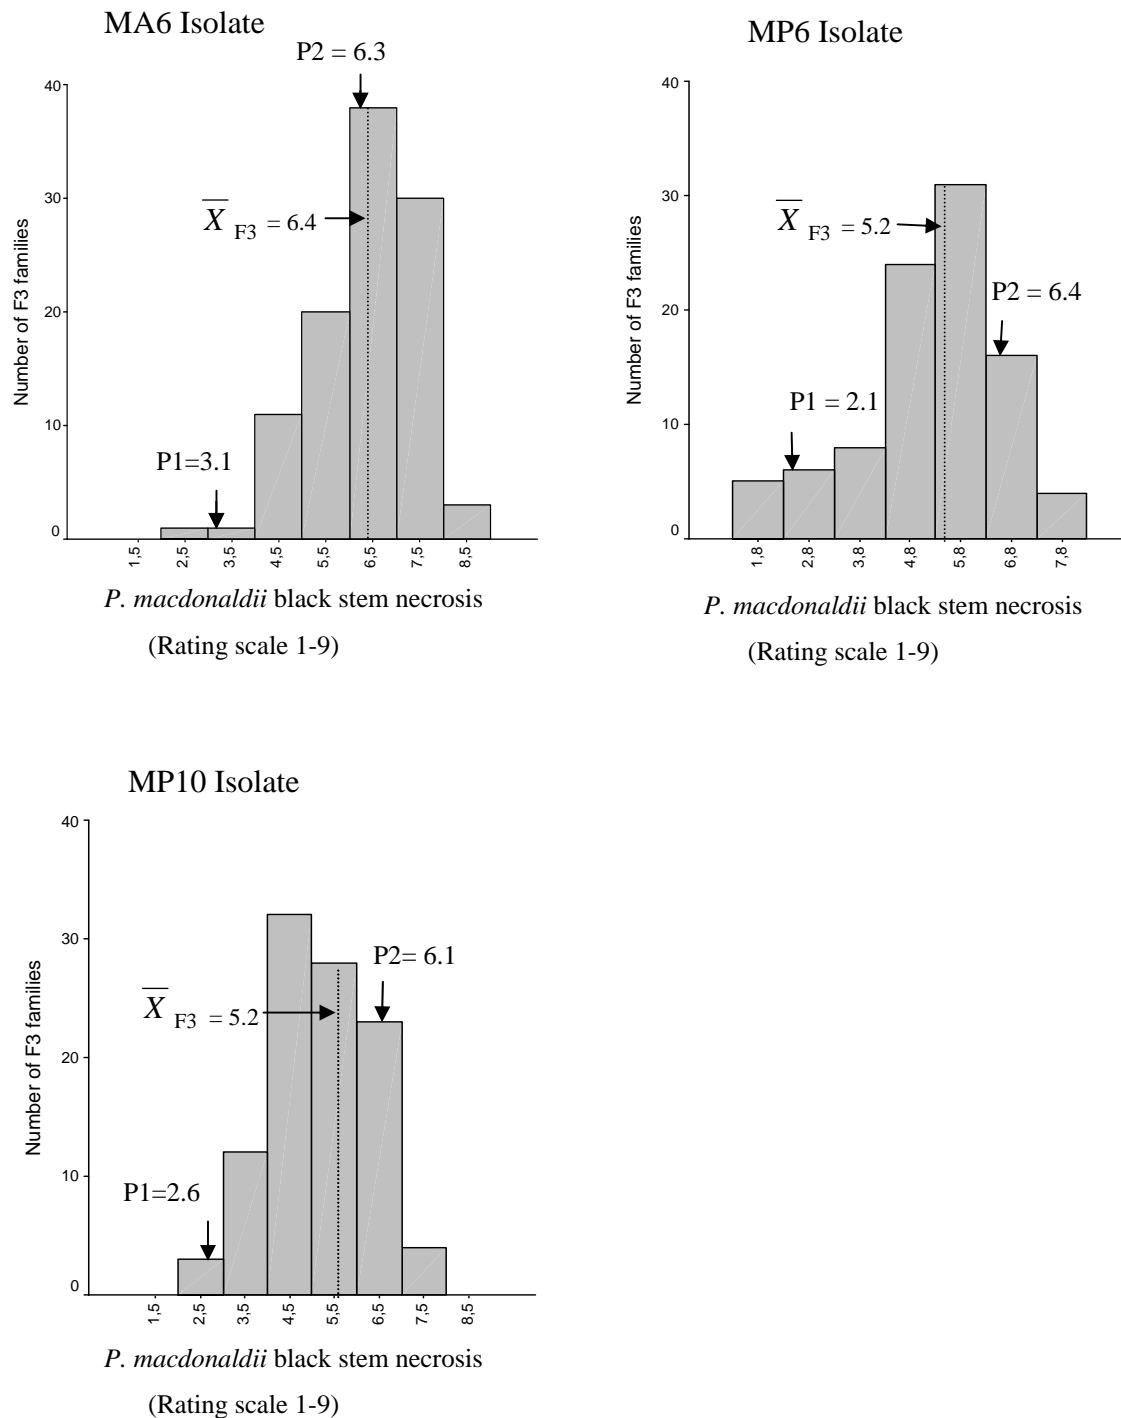 MA6 Isolate
P2 = 6.3
40
30
20
10
0
Number of F3 families
X F3 = 6.4
P1=3.1
1,5
2,5
3,5
4,5
5,5
6,5
7,5
8,5
P. macdonaldii black stem necrosis
(Rating scale 1-9)
MP6 Isolate
40
30
20
10
0
Number of F3 families
X F3 = 5.2
P2 = 6.4
P1 = 2.1
1,8
2,8
3,8
4,8
5,8
6,8
7,8
P. macdonaldii black stem necrosis
(Rating scale 1-9)
MP10 Isolate
40
30
20
10
0
Number of F3 families
P2= 6.1
X F3 = 5.2
P1=2.6
1,5
2,5
3,5
4,5
5,5
6,5
7,5
8,5
P. macdonaldii black stem necrosis
(Rating scale 1-9)